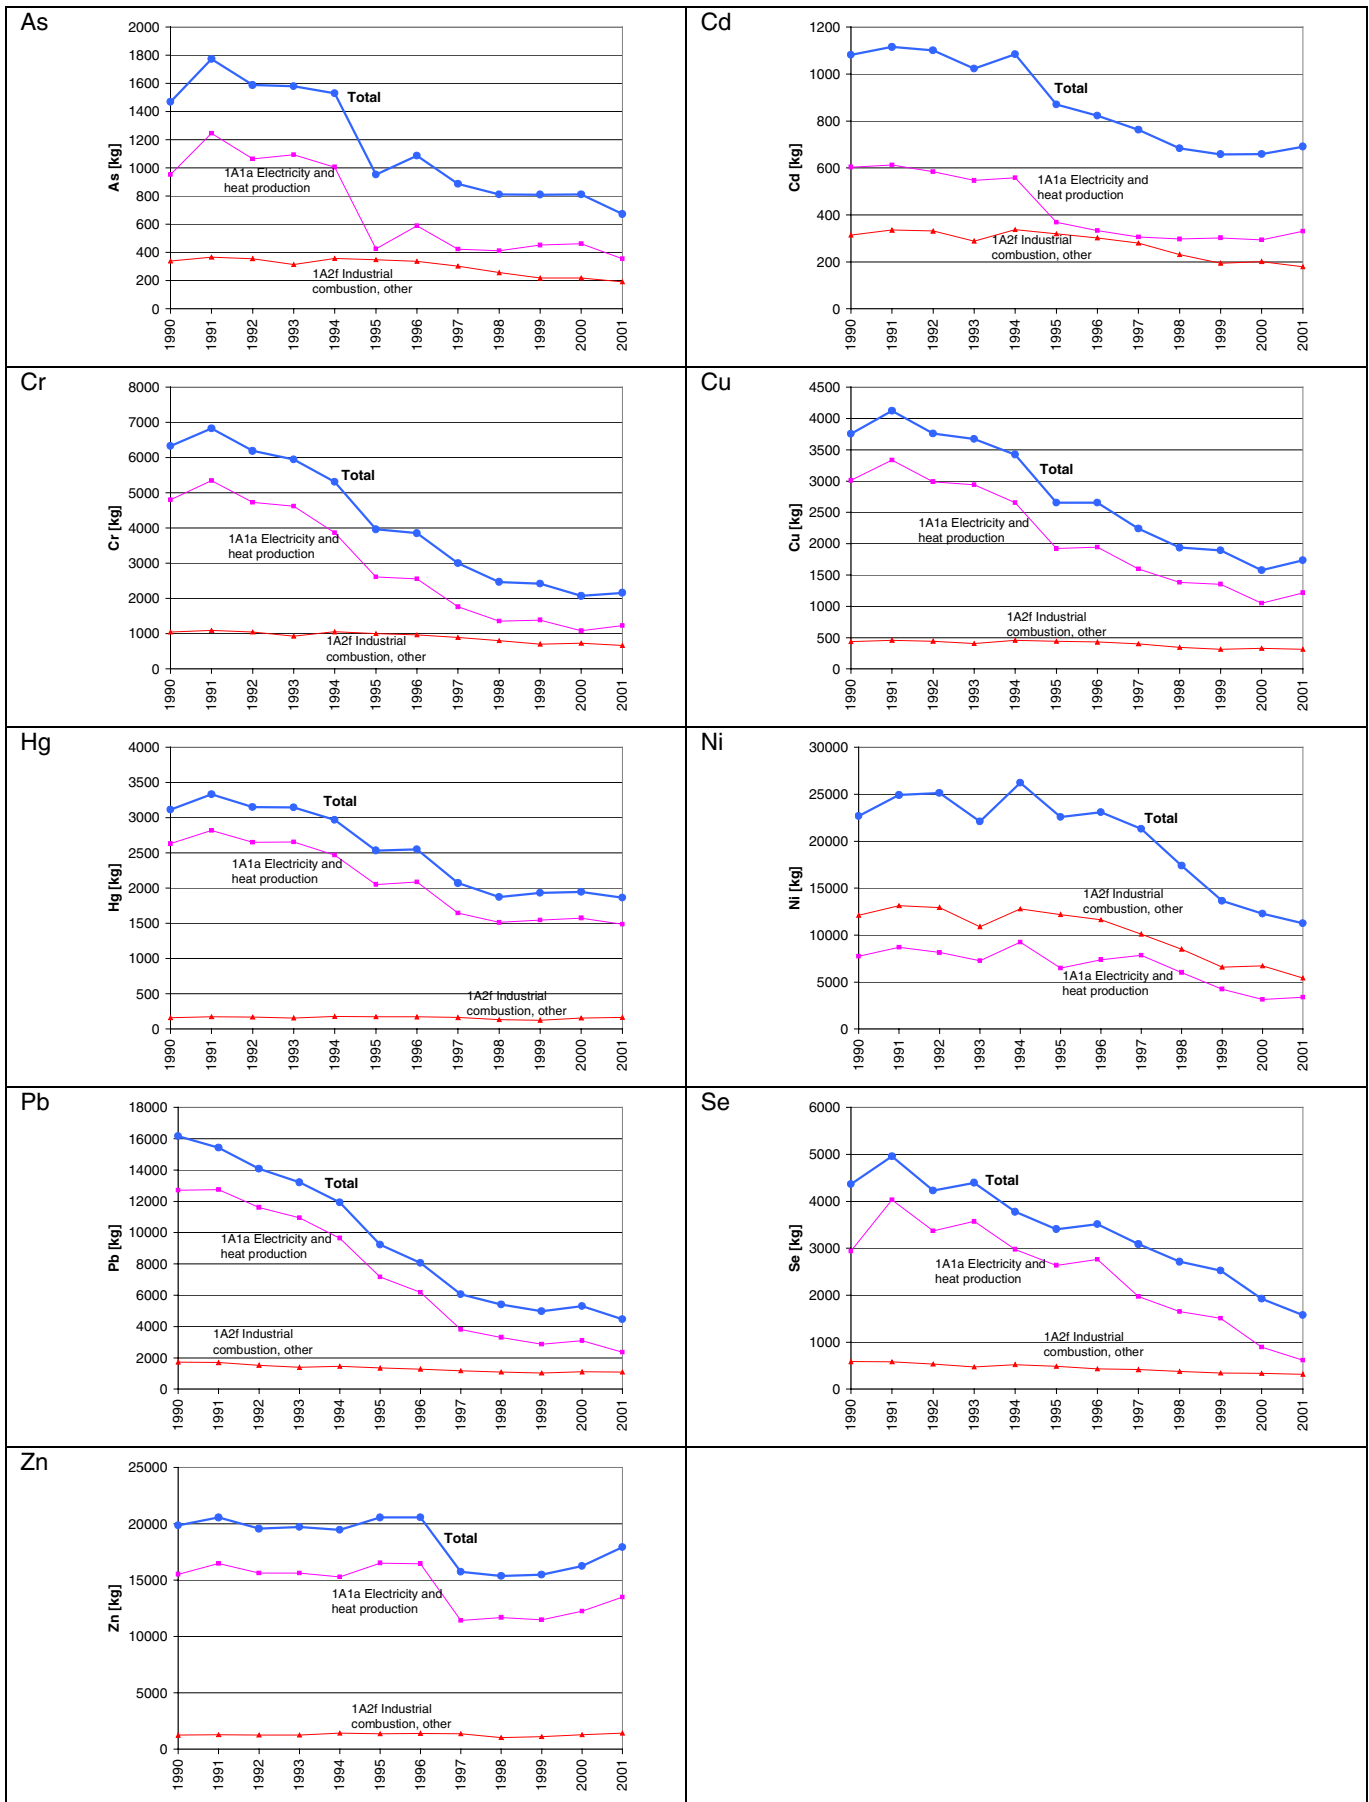 As
2000
1800
1600
1400
1200
1000
800
600
400
200
0
As [kg]
Total
1A1a Electricity and
heat production
1A2f Industrial
combustion, other
1990
1991
1992
1993
1994
1995
1996
1997
1998
1999
2000
2001
Cd
1200
1000
800
600
400
200
0
Cd [kg]
Total
1A1a Electricity and
heat production
1A2f Industrial
combustion, other
1990
1991
1992
1993
1994
1995
1996
1997
1998
1999
2000
2001
Cr
8000
7000
6000
5000
4000
3000
2000
1000
0
Cr [kg]
Total
1A1a Electricity and
heat production
1A2f Industrial
combustion, other
1990
1991
1992
1993
1994
1995
1996
1997
1998
1999
2000
2001
Cu
4500
4000
3500
3000
2500
2000
1500
1000
500
0
Cu [kg]
Total
1A1a Electricity and
heat production
1A2f Industrial
combustion, other
1990
1991
1992
1993
1994
1995
1996
1997
1998
1999
2000
2001
Hg
4000
3500
3000
2500
2000
1500
1000
500
0
Hg [kg]
Total
1A1a Electricity and
heat production
1A2f Industrial
combustion, other
1990
1991
1992
1993
1994
1995
1996
1997
1998
1999
2000
2001
Ni
30000
25000
20000
15000
10000
5000
0
Ni [kg]
Total
1A2f Industrial
combustion, other
1A1a Electricity and
heat production
1990
1991
1992
1993
1994
1995
1996
1997
1998
1999
2000
2001
Pb
18000
16000
14000
12000
10000
8000
6000
4000
2000
0
Pb [kg]
Total
1A1a Electricity and
heat production
1A2f Industrial
combustion, other
1990
1991
1992
1993
1994
1995
1996
1997
1998
1999
2000
2001
Se
6000
5000
4000
3000
2000
1000
0
Se [kg]
Total
1A1a Electricity and
heat production
1A2f Industrial
combustion, other
1990
1991
1992
1993
1994
1995
1996
1997
1998
1999
2000
2001
Zn
25000
20000
15000
10000
5000
0
Zn [kg]
Total
1A1a Electricity and
heat production
1A2f Industrial
combustion, other
1990
1991
1992
1993
1994
1995
1996
1997
1998
1999
2000
2001